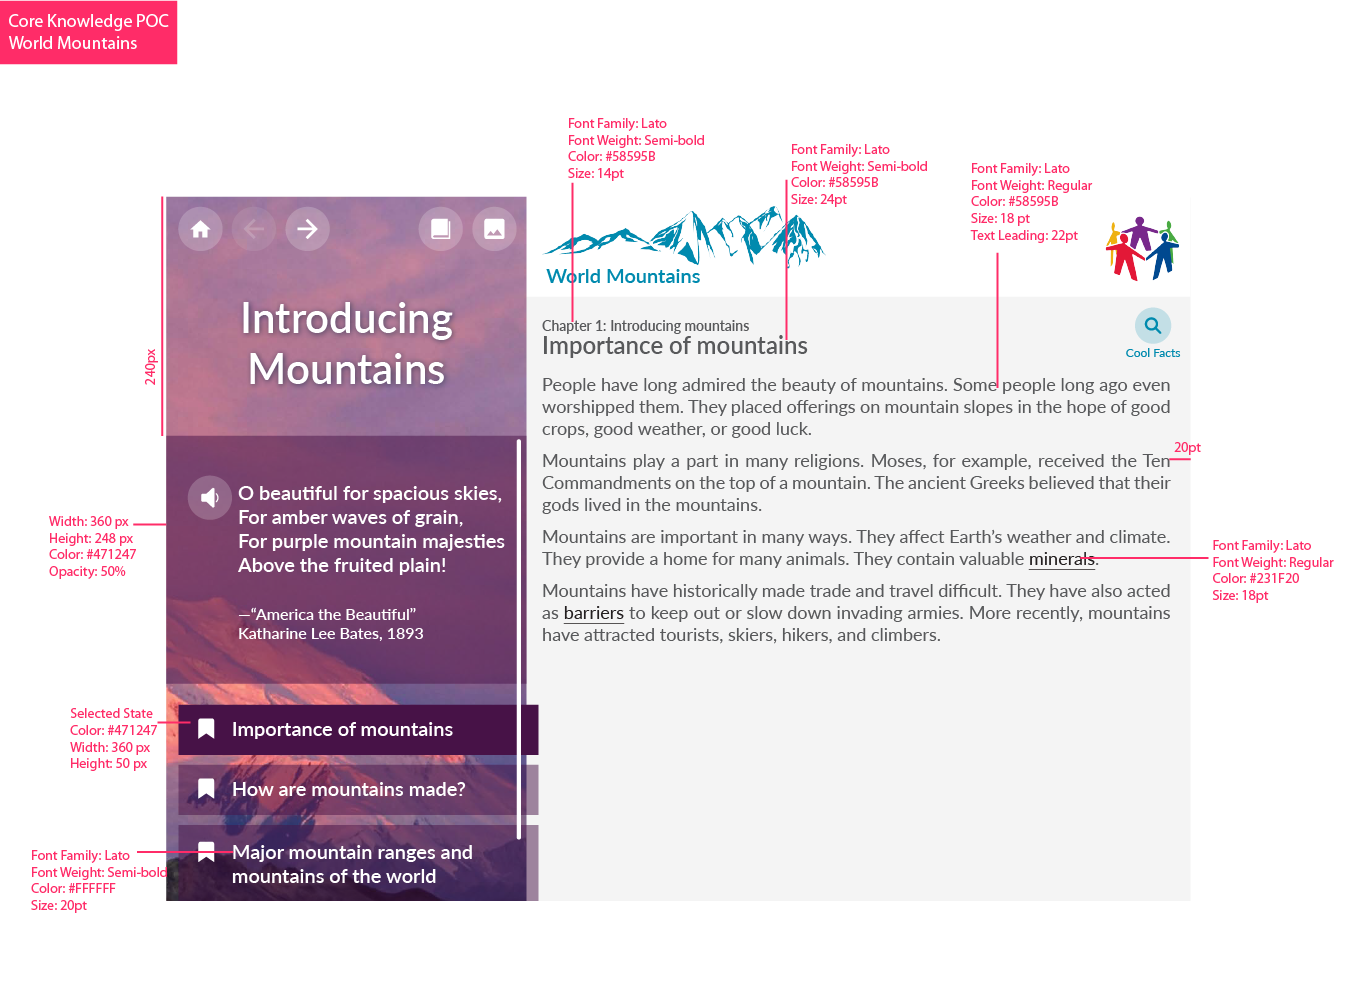 Core Knowledge POC
World Mountains
Font Family: Lato
Font Weight: Semi-bold
Color: #58595B
Size: 14pt
Font Family: Lato
Font Weight: Semi-bold
Color: #58595B
Size: 24pt
Font Family: Lato
Font Weight: Regular
Color: #58595B
Size: 18 pt
Text Leading: 22pt
240px
Introducing
Mountains
World Mountains
Chapter 1: Introducing mountains
Importance of mountains
Cool Facts
People have long admired the beauty of mountains. Some people long ago even
worshipped them. They placed offerings on mountain slopes in the hope of good
crops, good weather, or good luck.
Mountains play a part in many religions. Moses, for example, received the Ten
Commandments on the top of a mountain. The ancient Greeks believed that their
gods lived in the mountains.
20pt
Mountains are important in many ways. They affect Earth's weather and climate.
They provide a home for many animals. They contain valuable minerals.
Mountains have historically made trade and travel difficult. They have also acted
as barriers to keep out or slow down invading armies. More recently, mountains
have attracted tourists, skiers, hikers, and climbers.
Font Family: Lato
Font Weight: Regular
Color: #231F20
Size: 18pt
O beautiful for spacious skies,
For amber waves of grain,
For purple mountain majesties
Above the fruited plain!
—“America the Beautiful”
Katharine Lee Bates, 1893
Width: 360 px
Height: 248 px
Color: #471247
Opacity: 50%
Selected State
Color: #471247
Width: 360 px
Height: 50 px
Importance of mountains
How are mountains made?
Major mountain ranges and
mountains of the world
Font Family: Lato
Font Weight: Semi-bold
Color: #FFFFFF
Size: 20pt